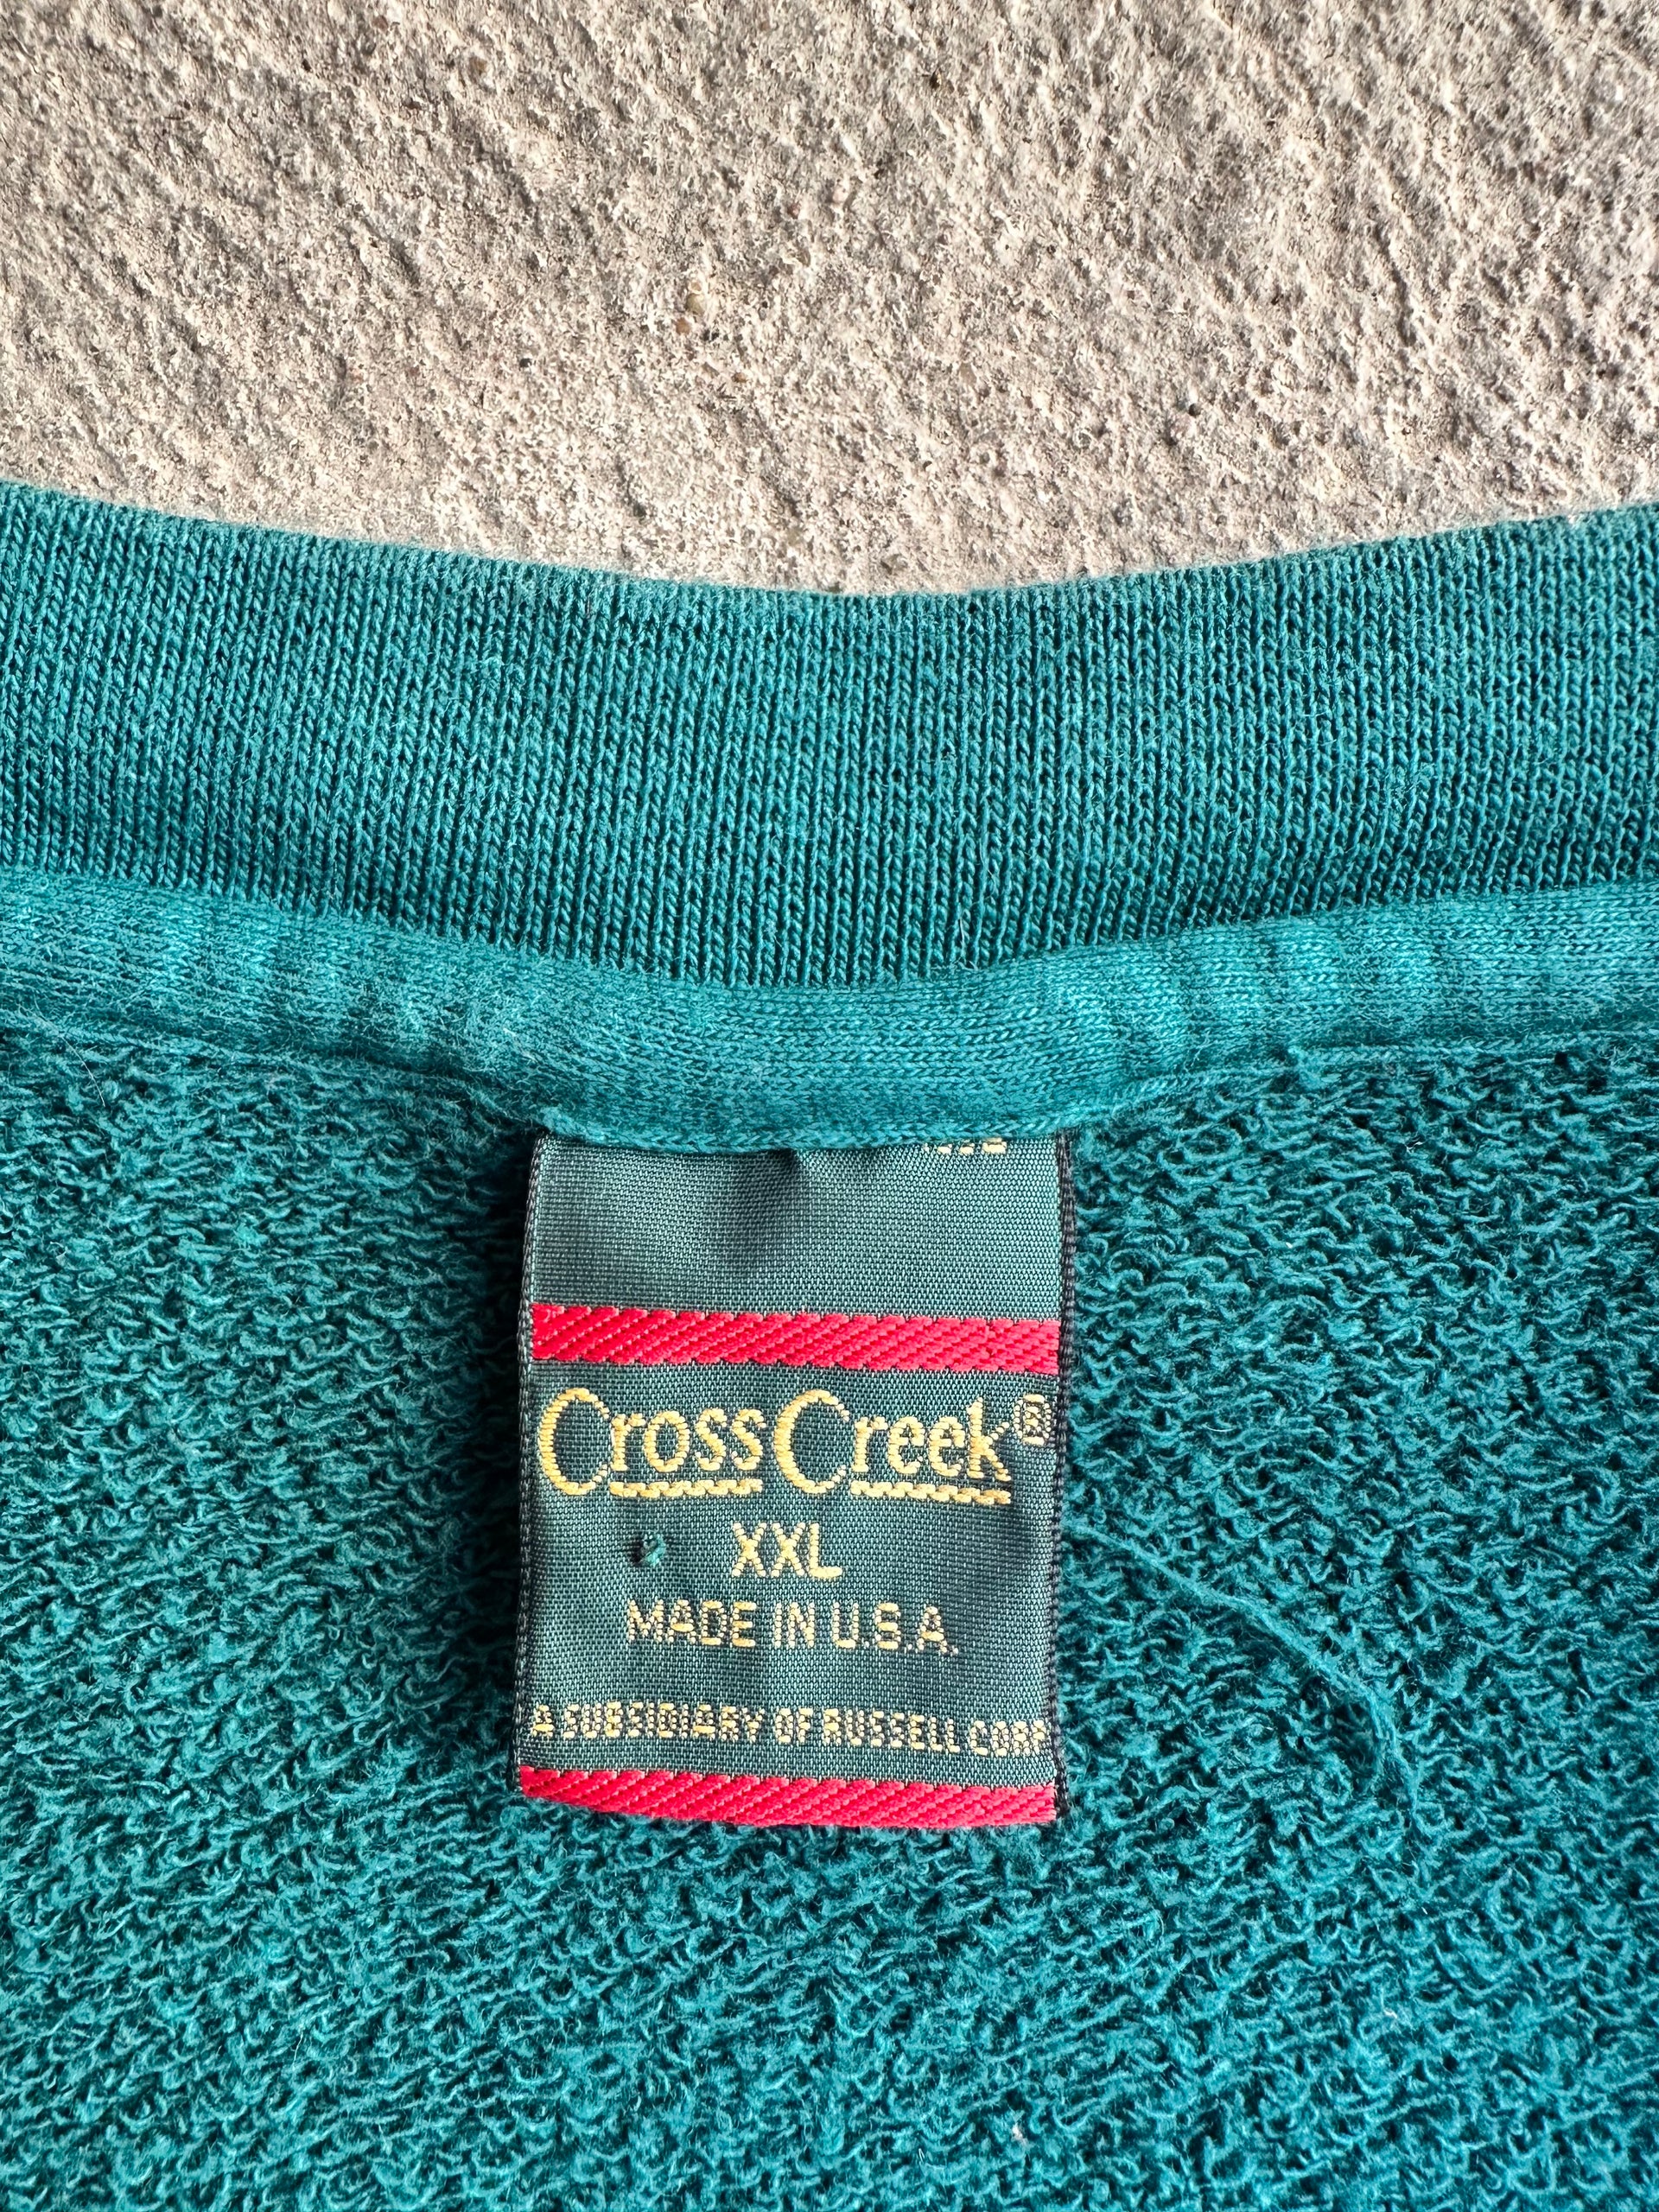 Cross Creek®
XXL
MADE IN U.S.A.
A SUBSIDIARY OF RUSSELL CORP.